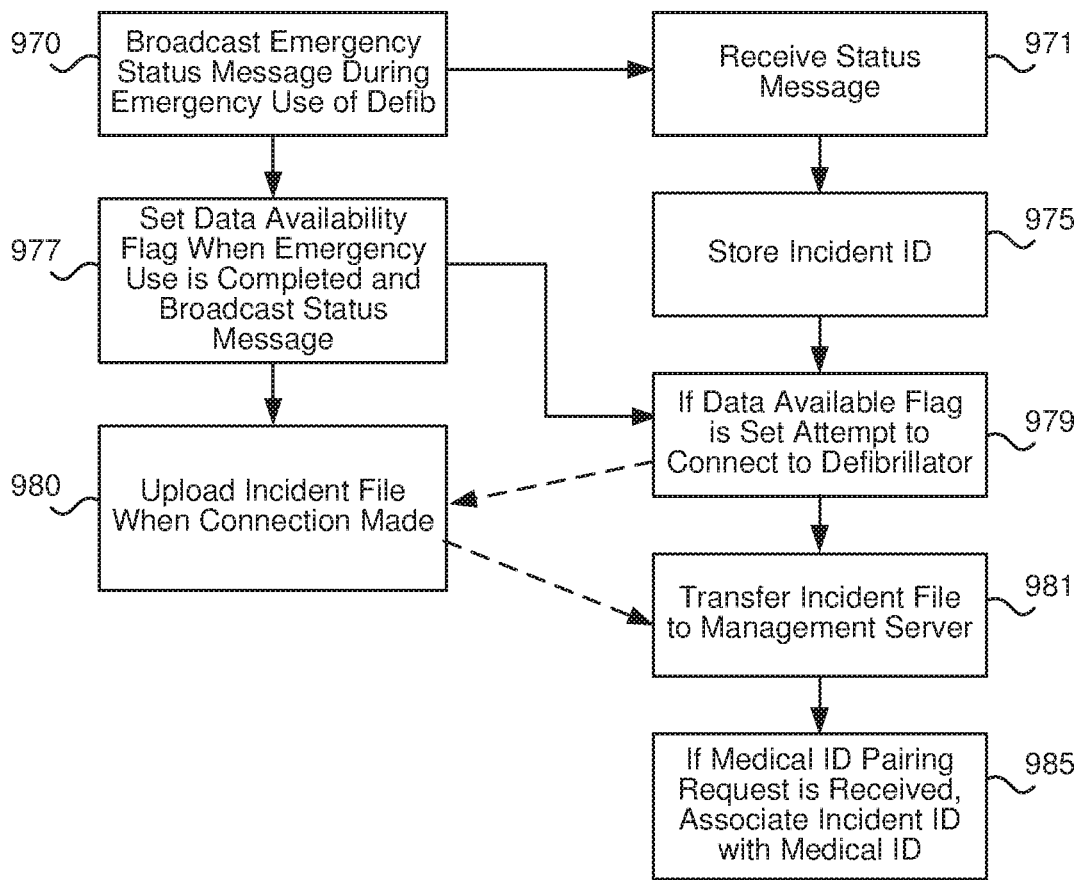 970
Broadcast Emergency
Status Message During
Emergency Use of Defib
Receive Status
Message
971
977
Set Data Availability
Flag When Emergency
Use is Completed and
Broadcast Status
Message
Store Incident ID
975
If Data Available Flag
is Set Attempt to
Connect to Defibrillator
979
980
Upload Incident File
When Connection Made
Transfer Incident File
to Management Server
981
If Medical ID Pairing
Request is Received,
Associate Incident ID
with Medical ID
985